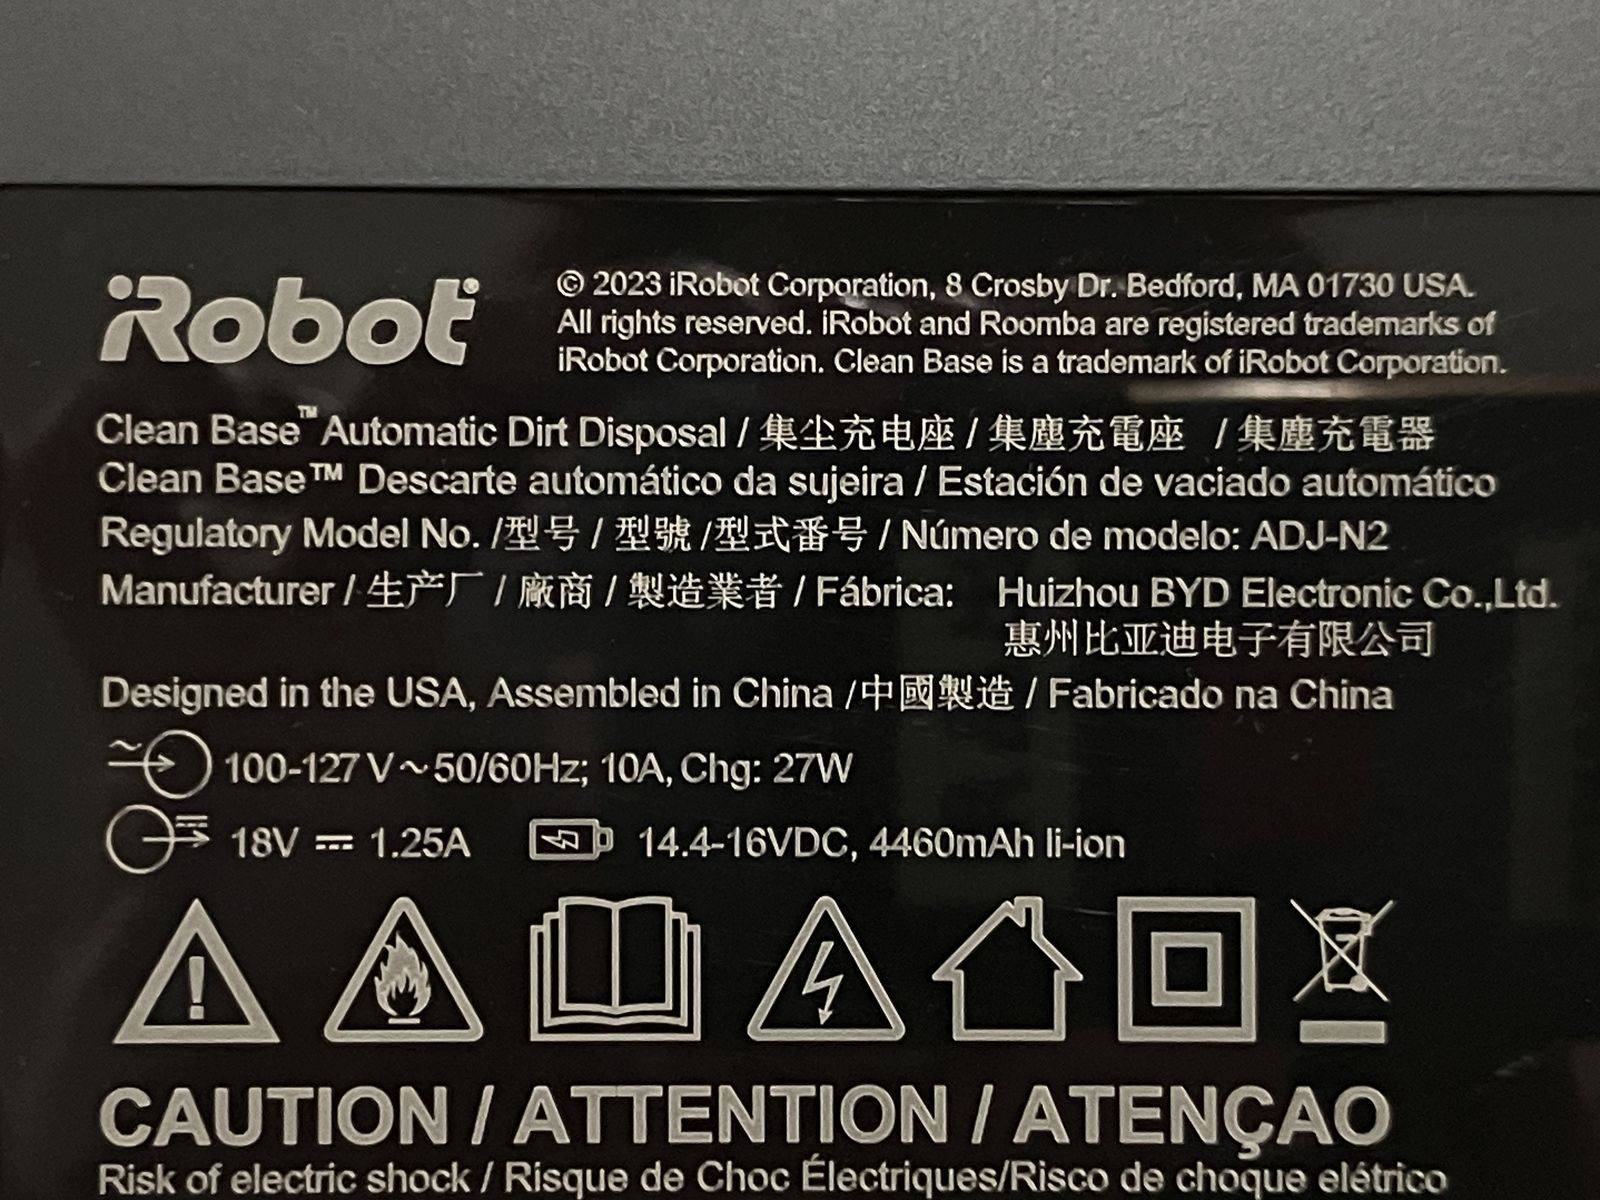 iRobot
© 2023 iRobot Corporation, 8 Crosby Dr. Bedford, MA 01730 USA.
All rights reserved. iRobot and Roomba are registered trademarks of
iRobot Corporation. Clean Base is a trademark of iRobot Corporation.
Clean Base™ Automatic Dirt Disposal / 集尘充电座 / 集塵充電座 / 集塵充電器
Clean Base™ Descarte automático da sujeira / Estación de vaciado automático
Regulatory Model No. /型号 / 型號 /型式番号 / Número de modelo: ADJ-N2
Manufacturer / 生产厂 / 廠商 / 製造業者 / Fábrica: Huizhou BYD Electronic Co.,Ltd.
惠州比亚迪电子有限公司
Designed in the USA, Assembled in China /中國製造 / Fabricado na China
100-127 V~50/60Hz; 10A, Chg: 27W
18V ⎓ 1.25A 14.4-16VDC, 4460mAh li-ion
CAUTION / ATTENTION / ATENÇAO
Risk of electric shock / Risque de Choc Électriques/Risco de choque elétrico